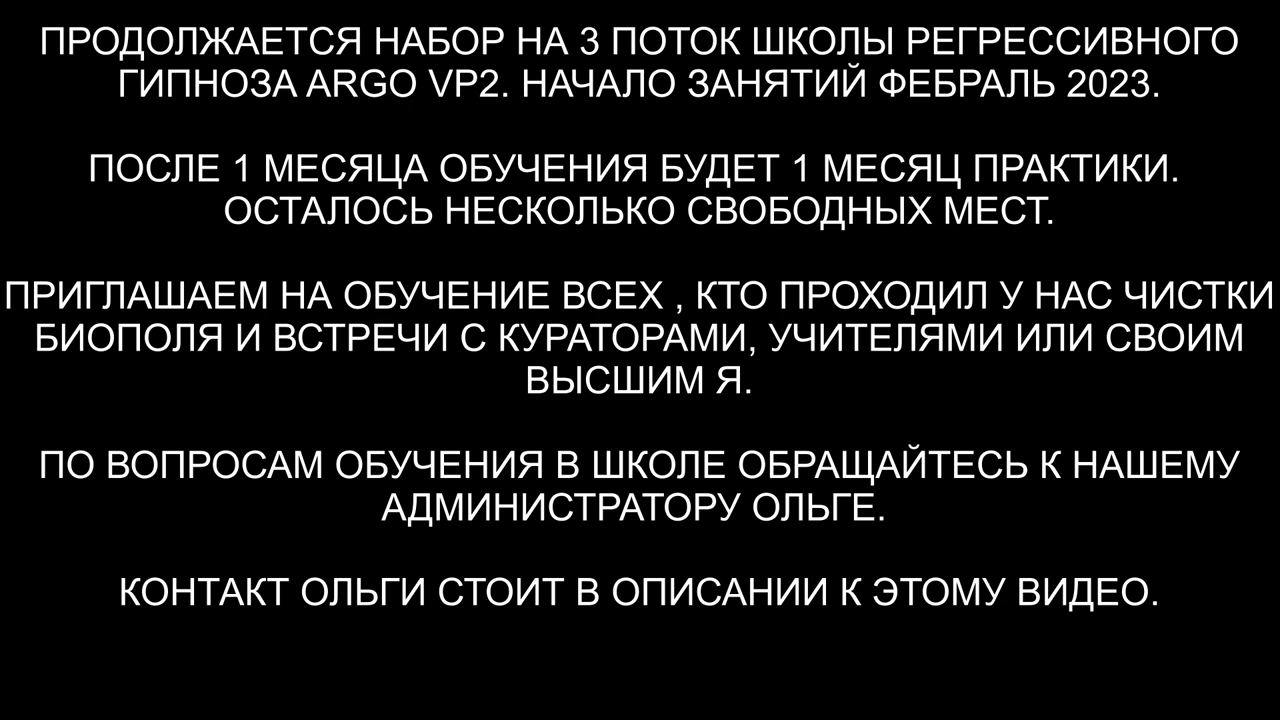 ПРОДОЛЖАЕТСЯ НАБОР НА 3 ПОТОК ШКОЛЫ РЕГРЕССИВНОГО
ГИПНОЗА ARGO VP2. НАЧАЛО ЗАНЯТИЙ ФЕБРАЛЬ 2023.
ПОСЛЕ 1 МЕСЯЦА ОБУЧЕНИЯ БУДЕТ 1 МЕСЯЦ ПРАКТИКИ.
ОСТАЛОСЬ НЕСКОЛЬКО СВОБОДНЫХ МЕСТ.
ПРИГЛАШАЕМ НА ОБУЧЕНИЕ ВСЕХ , КТО ПРОХОДИЛ У НАС ЧИСТКИ
БИОПОЛЯ И ВСТРЕЧИ С КУРАТОРАМИ, УЧИТЕЛЯМИ ИЛИ СВОИМ
ВЫСШИМ Я.
ПО ВОПРОСАМ ОБУЧЕНИЯ В ШКОЛЕ ОБРАЩАЙТЕСЬ К НАШЕМУ
АДМИНИСТРАТОРУ ОЛЬГЕ.
КОНТАКТ ОЛЬГИ СТОИТ В ОПИСАНИИ К ЭТОМУ ВИДЕО.